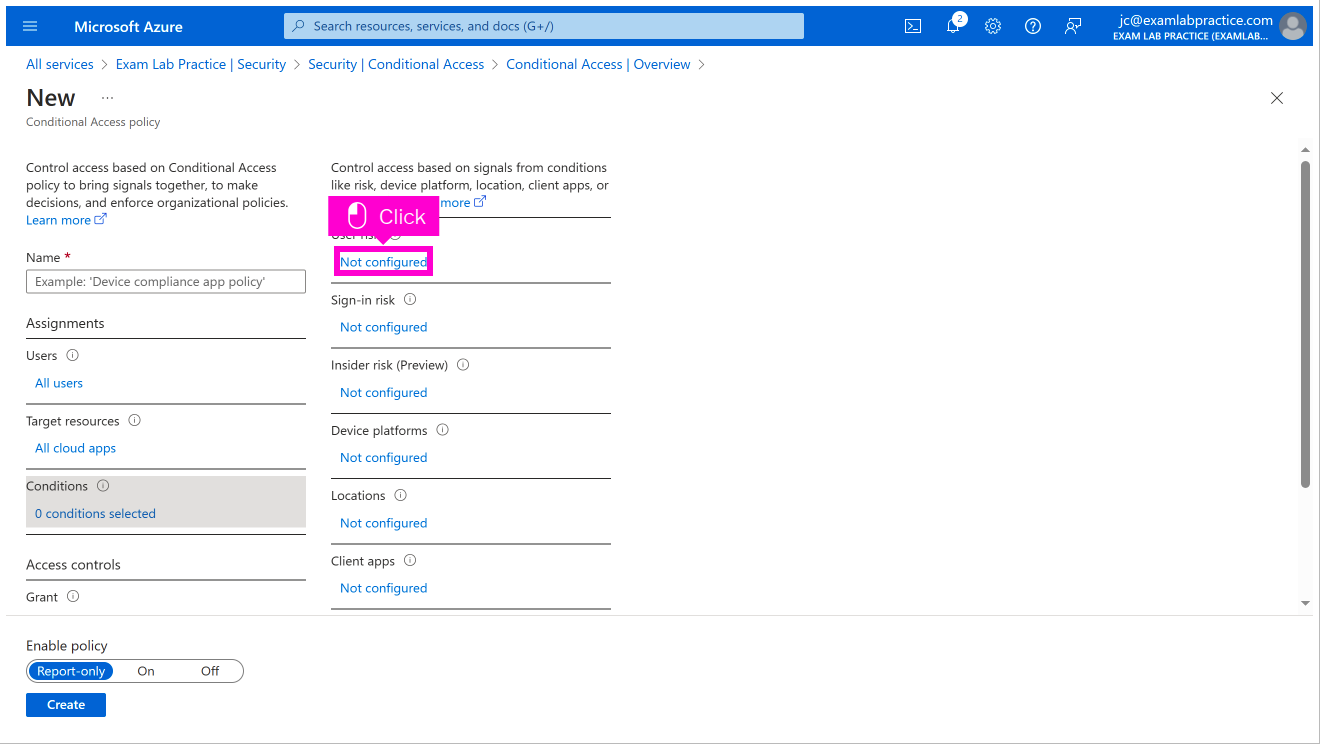 Microsoft Azure
Search resources, services, and docs (G+/)
2
jc@examlabpractice.com
EXAM LAB PRACTICE (EXAMLAB...
All services > Exam Lab Practice | Security > Security | Conditional Access > Conditional Access | Overview >
New ...
Conditional Access policy
Control access based on Conditional Access
policy to bring signals together, to make
decisions, and enforce organizational policies.
Learn more
Name *
Example: 'Device compliance app policy'
Assignments
Users
All users
Target resources
All cloud apps
Conditions
0 conditions selected
Access controls
Grant
Control access based on signals from conditions
like risk, device platform, location, client apps, or
more
Click
User risk
Not configured
Sign-in risk
Not configured
Insider risk (Preview)
Not configured
Device platforms
Not configured
Locations
Not configured
Client apps
Not configured
Enable policy
Report-only On Off
Create